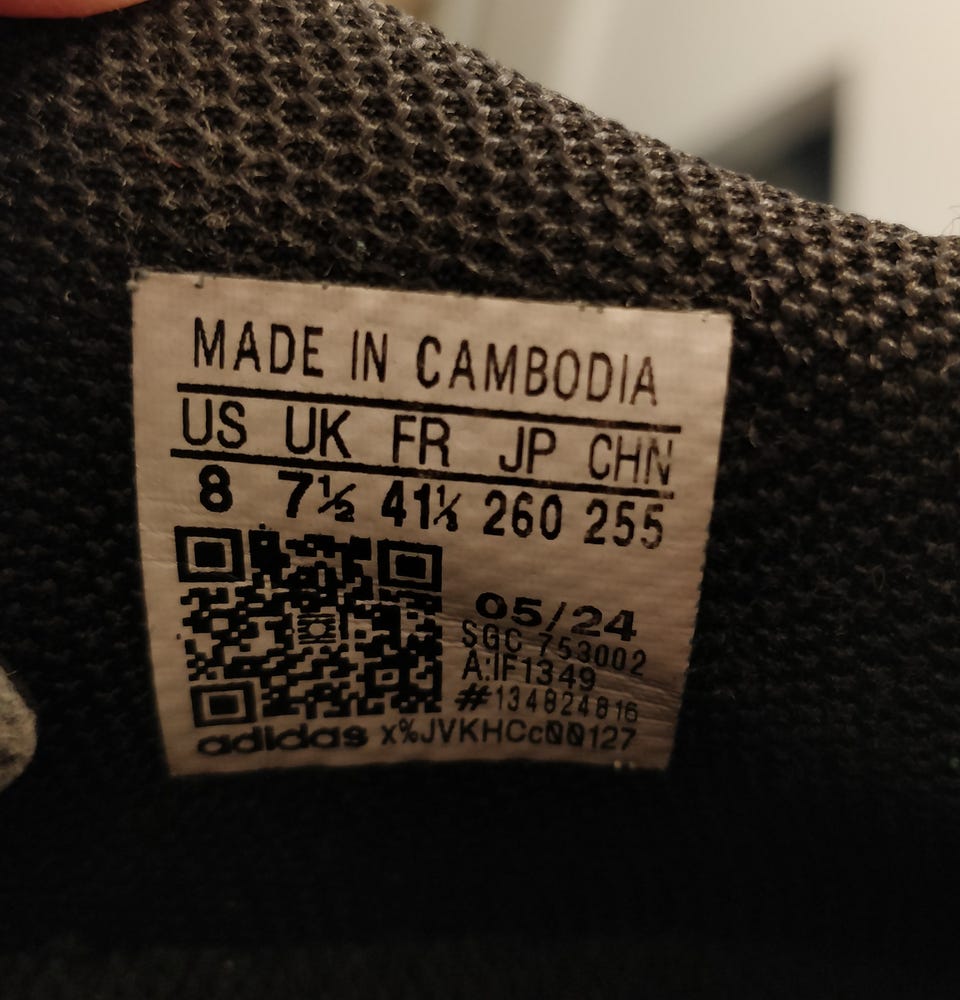 MADE IN CAMBODIA
US UK FR JP CHN
8 7½ 41⅓ 260 255
05/24
SGC 753002
A:IF1349
#134824816
adidas x%JVKHCc00127